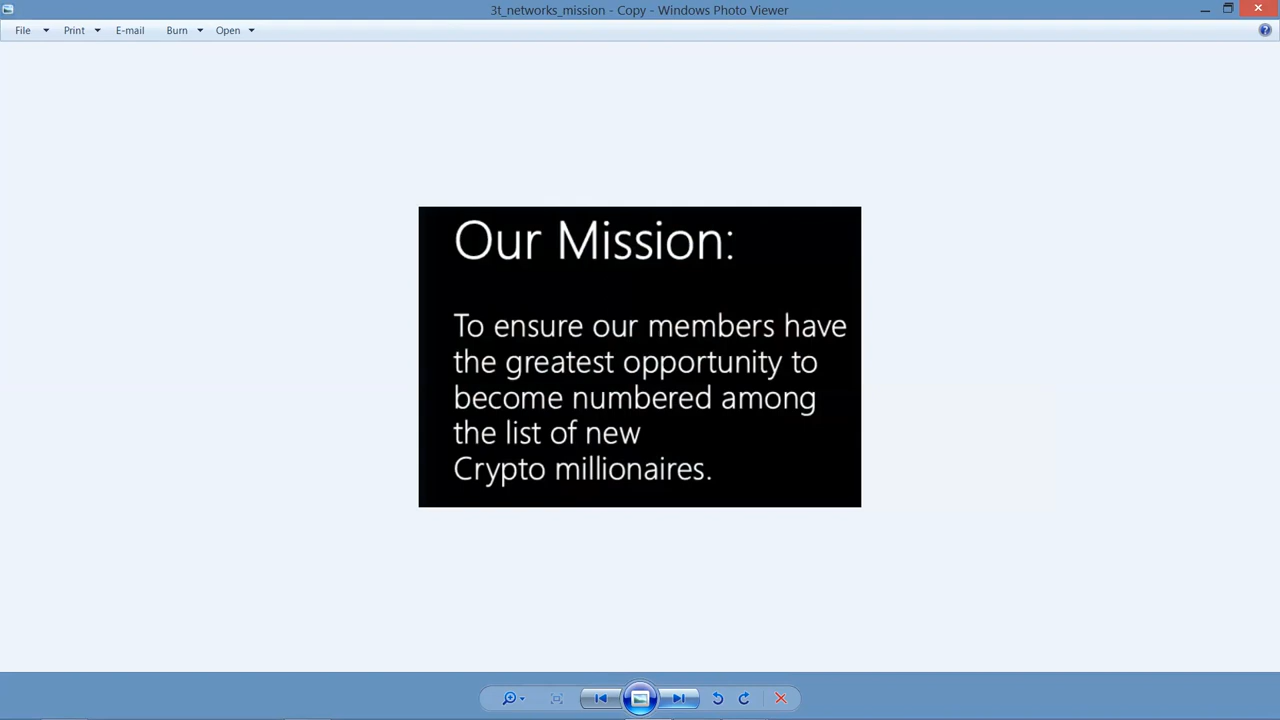 3t_networks_mission - Copy - Windows Photo Viewer
File Print E-mail Burn Open
Our Mission:
To ensure our members have
the greatest opportunity to
become numbered among
the list of new
Crypto millionaires.